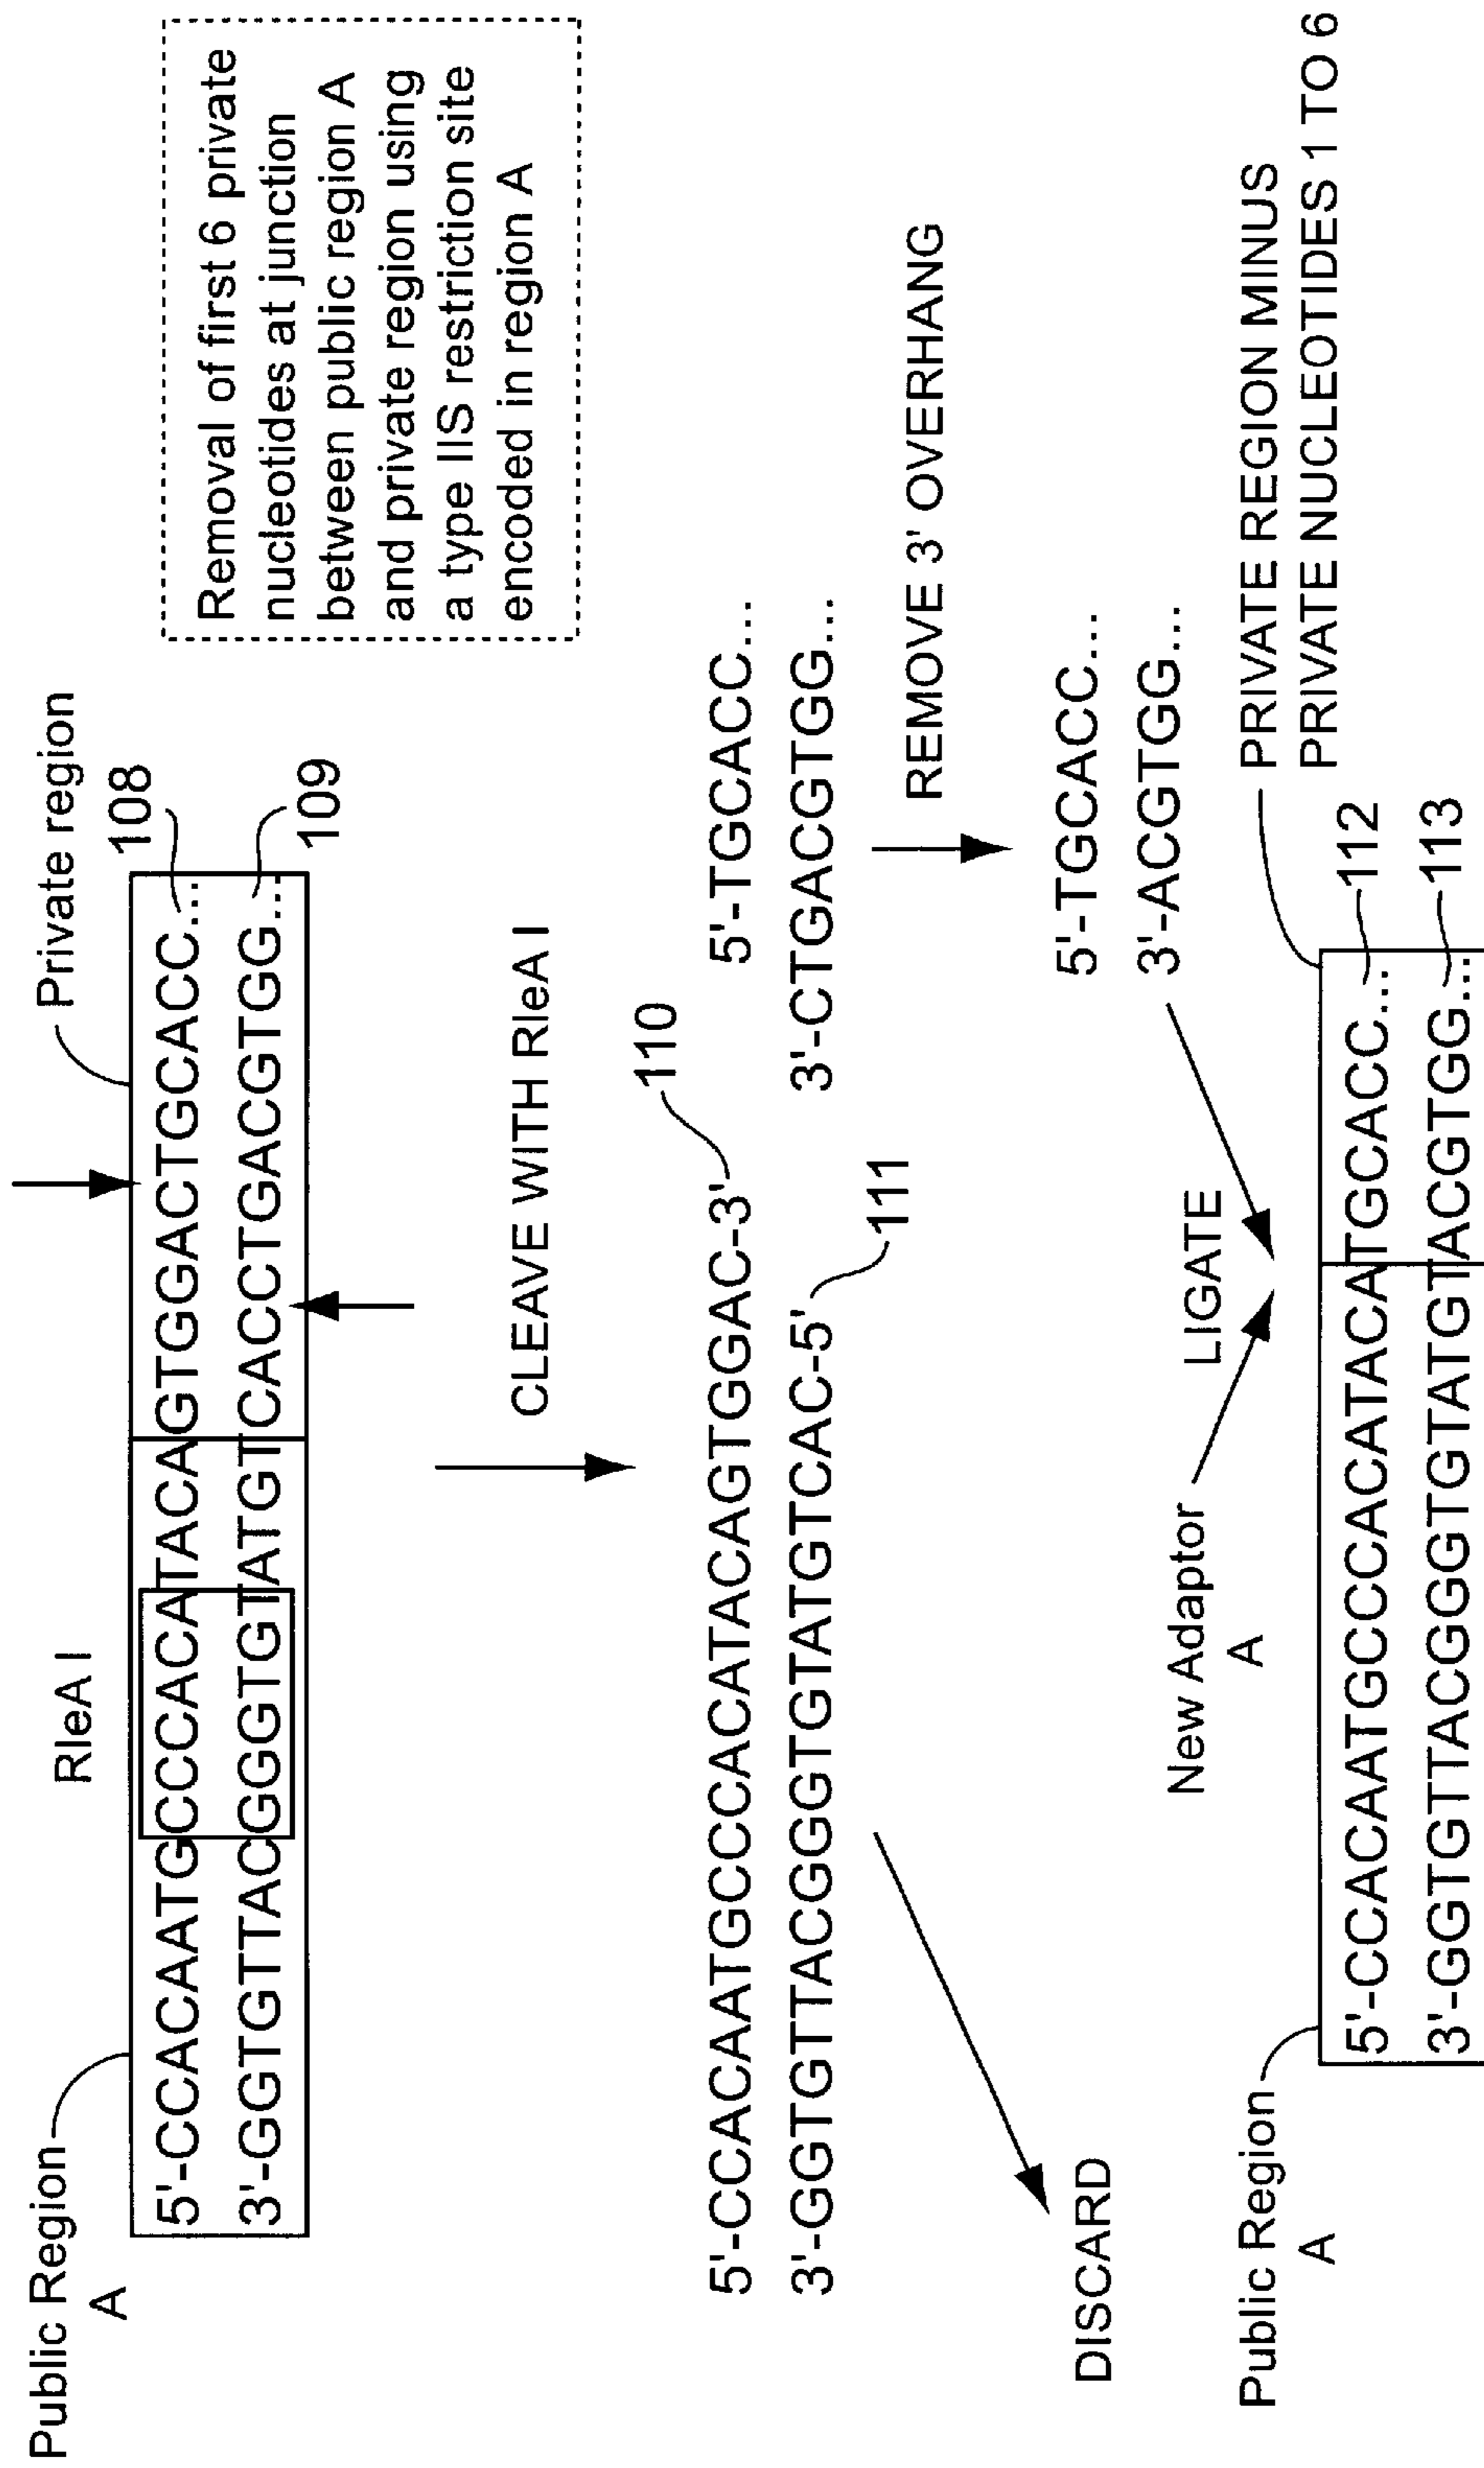 Public Region
A
RleA I
Private region
108
5'-CCACAATGCCCACATACAGTGGACTGCACC...
3'-GGTGTTACGGGTGTATGTCACCTGACGTGG...
109
Removal of first 6 private
nucleotides at junction
between public region A
and private region using
a type IIS restriction site
encoded in region A
CLEAVE WITH RleA I
110
5'-CCACAATGCCCACATACAGTGGAC-3'
3'-GGTGTTACGGGTGTATGTCAC-5'
111
5'-TGCACC...
3'-CTGACGTGG...
REMOVE 3' OVERHANG
DISCARD
5'-TGCACC...
3'-ACGTGG...
New Adaptor
A
LIGATE
Public Region
A
PRIVATE REGION MINUS
PRIVATE NUCLEOTIDES 1 TO 6
5'-CCACAATGCCCACATACATGCACC...
112
3'-GGTGTTACGGGTGTATGTACGTGG...
113